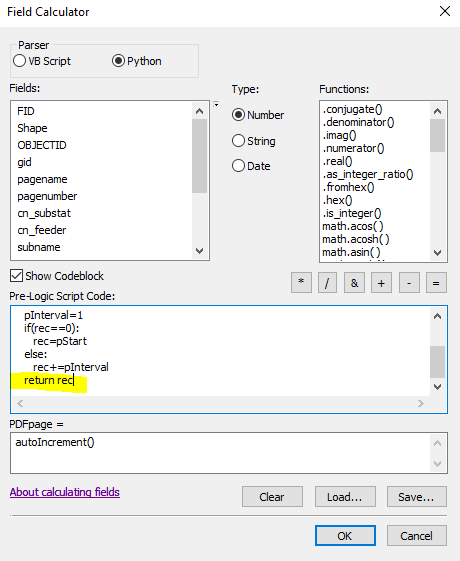 Field Calculator
Parser
VB Script
Python
Fields:
Type:
Functions:
FID
Shape
OBJECTID
gid
pagename
pagenumber
cn_substat
cn_feeder
subname
Number
String
Date
.conjugate()
.denominator()
.imag()
.numerator()
.real()
.as_integer_ratio()
.fromhex()
.hex()
.is_integer()
math.acos( )
math.acosh( )
math.asin( )
Show Codeblock
* / & + - =
Pre-Logic Script Code:
pInterval=1
if(rec==0):
rec=pStart
else:
rec+=pInterval
return rec
PDFpage =
autoIncrement()
About calculating fields
Clear
Load...
Save...
OK
Cancel